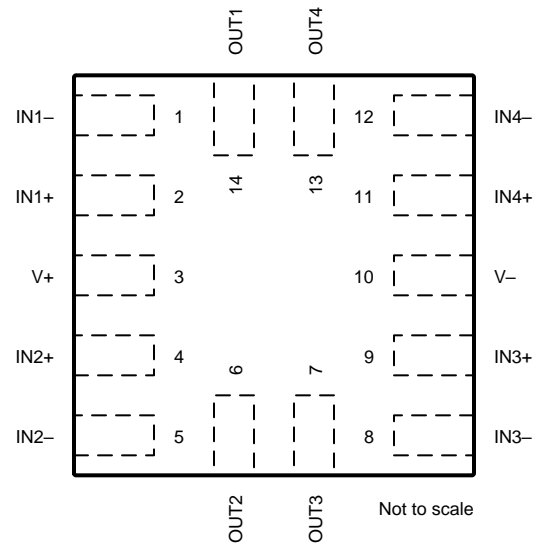 OUT1 OUT4
IN1– 1 12 IN4–
14 13
IN1+ 2 11 IN4+
V+ 3 10 V–
IN2+ 4 6 7 9 IN3+
IN2– 5 8 IN3–
OUT2 OUT3
Not to scale